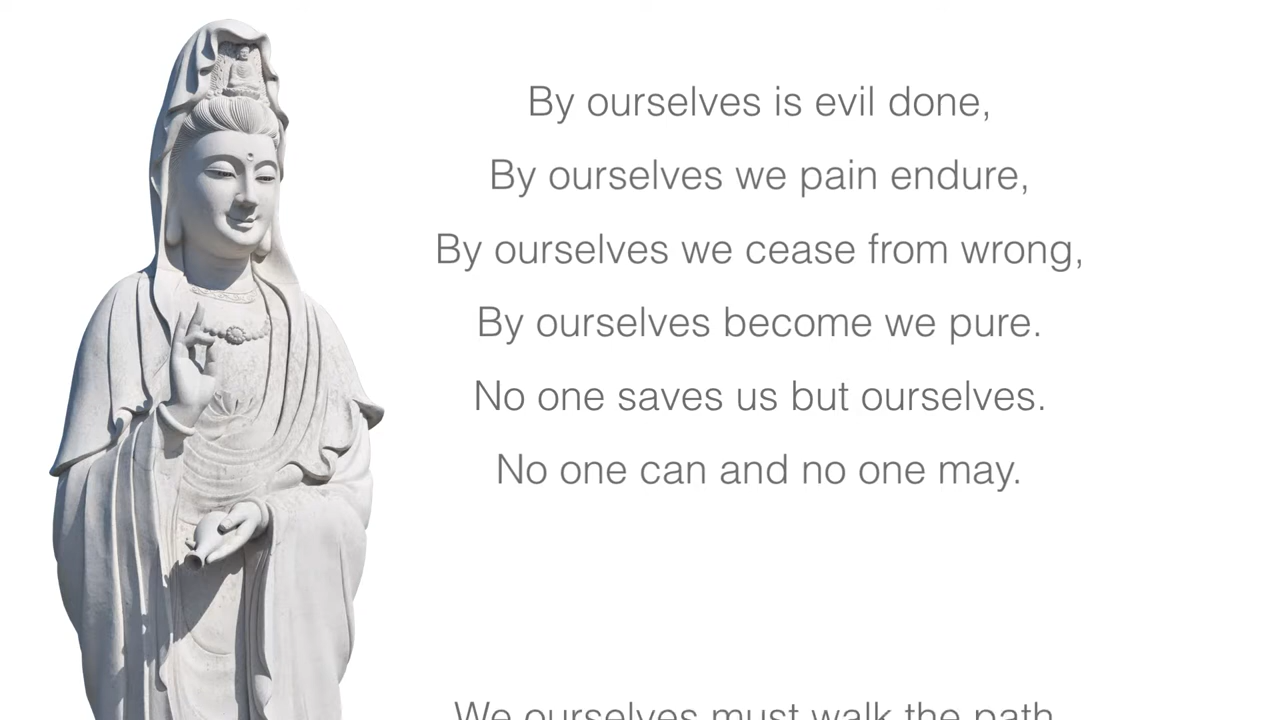 By ourselves is evil done,
By ourselves we pain endure,
By ourselves we cease from wrong,
By ourselves become we pure.
No one saves us but ourselves.
No one can and no one may.
We ourselves must walk the path